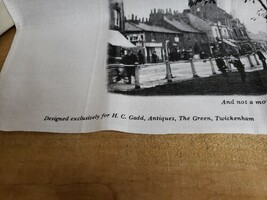 And not a mo
Designed exclusively for H. C. Gadd, Antiques, The Green, Twickenham